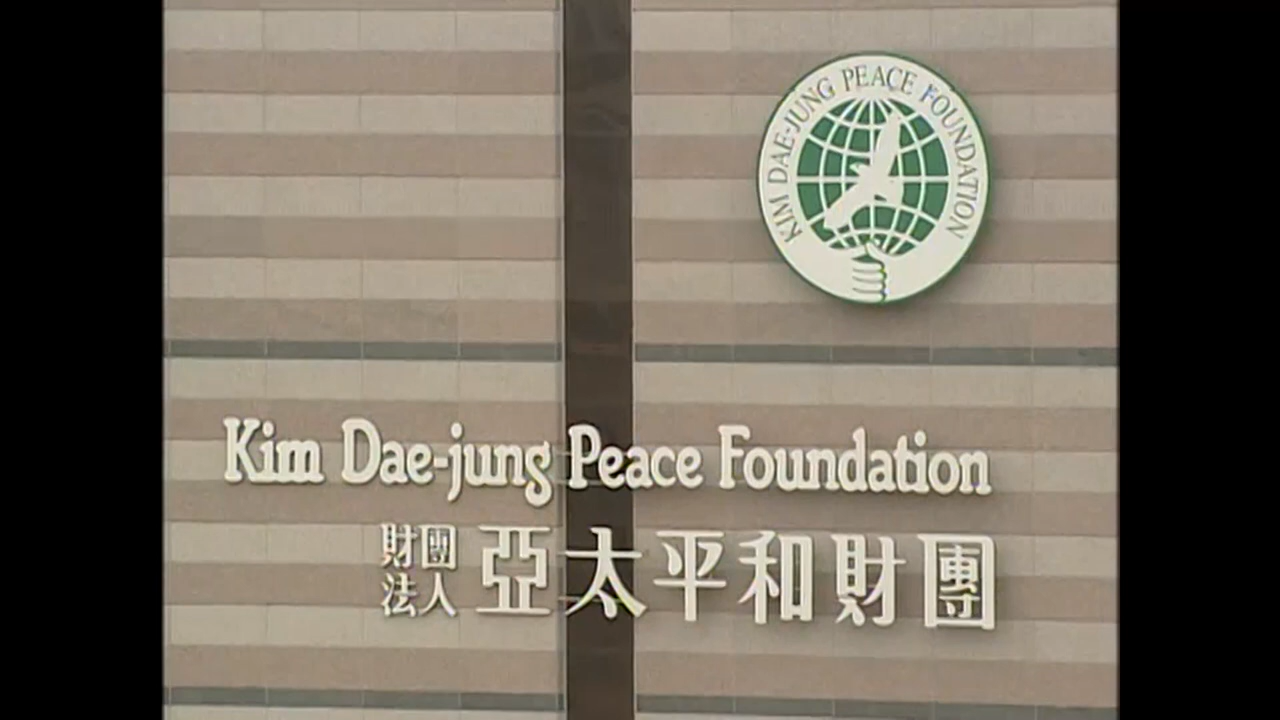 KIM DAE-JUNG PEACE FOUNDATION
Kim Dae-jung Peace Foundation
財團法人 亞太平和財團